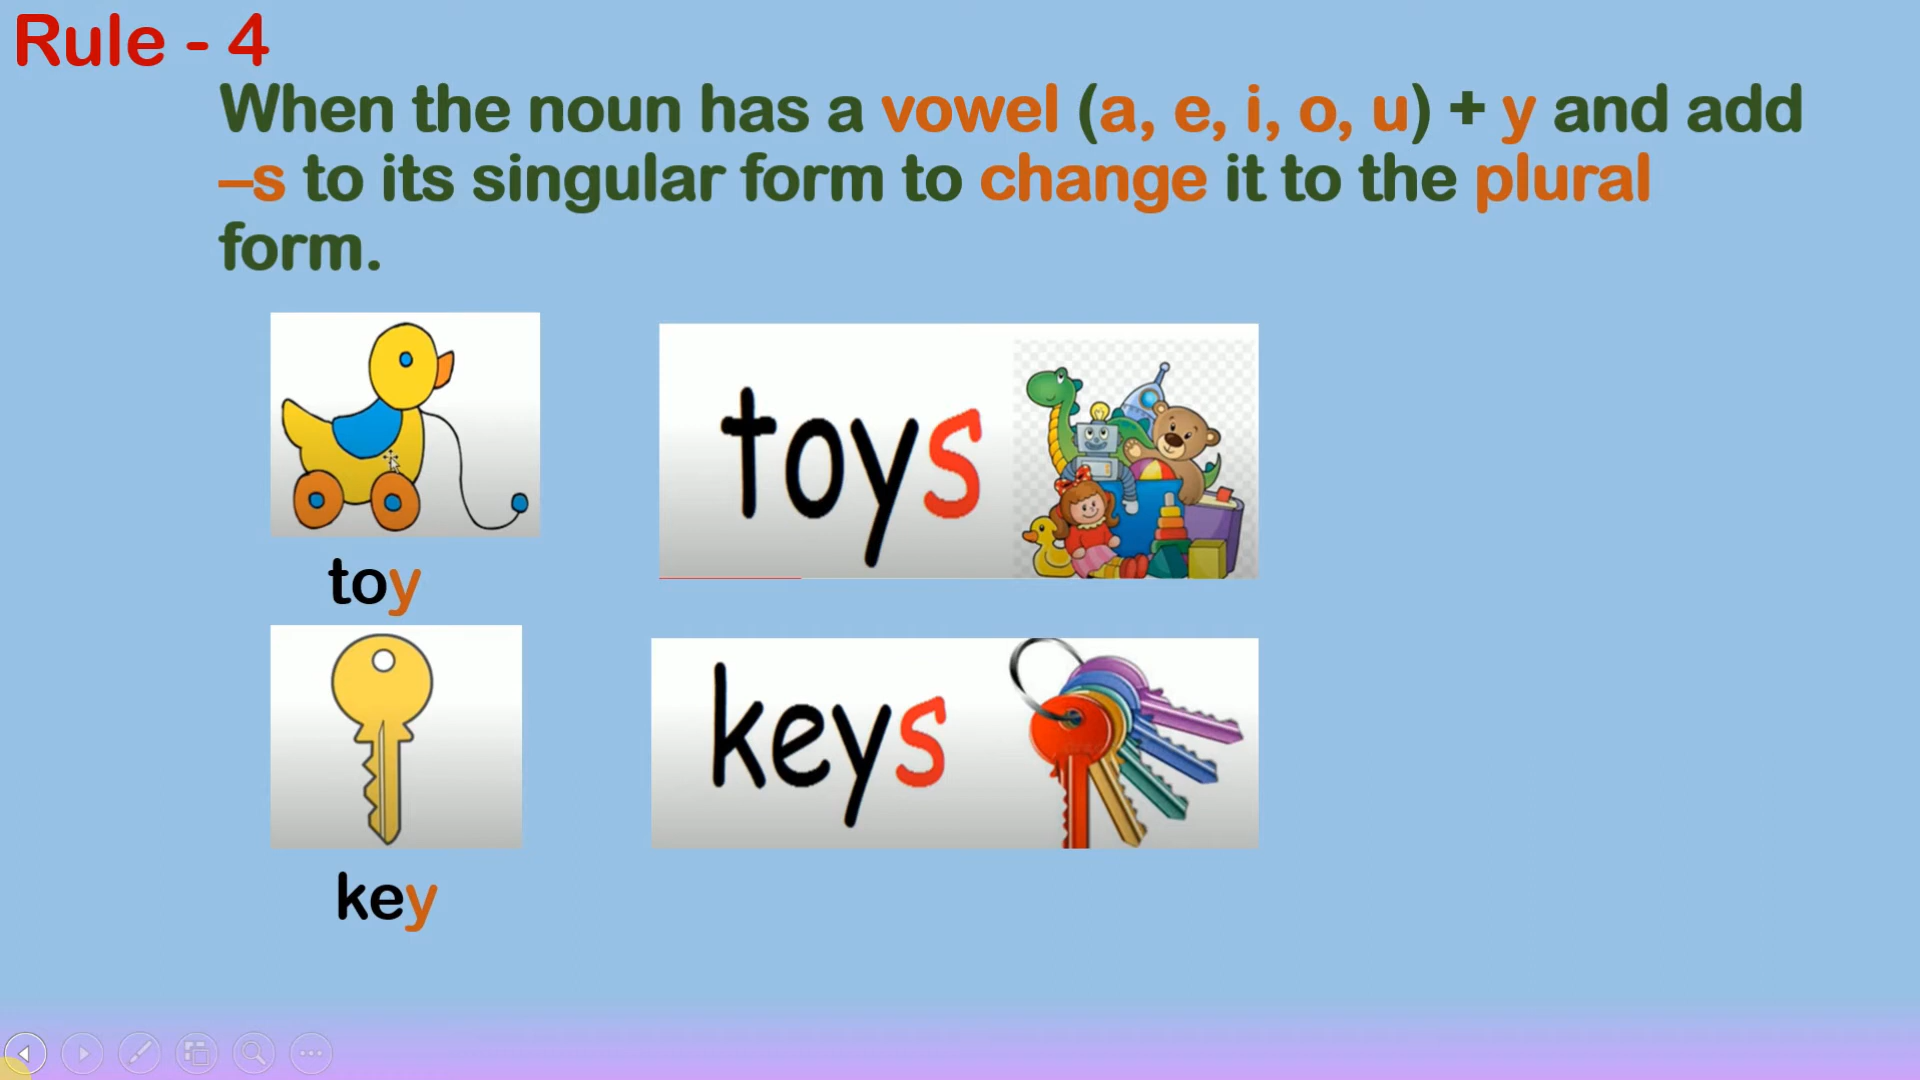 Rule - 4
When the noun has a vowel (a, e, i, o, u) + y and add
–s to its singular form to change it to the plural
form.
toys
toy
keys
key